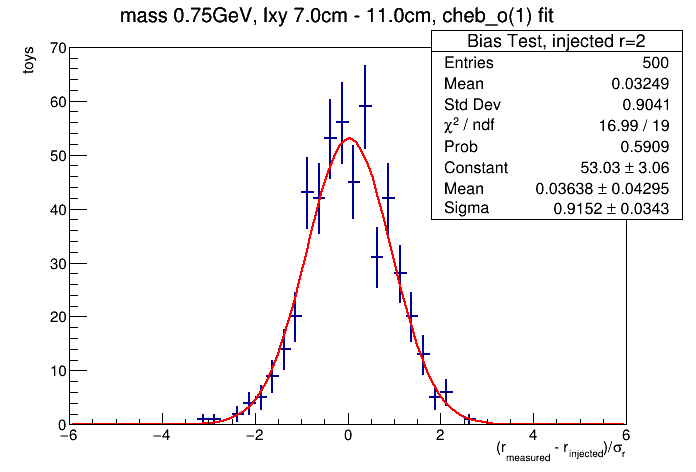 mass 0.75GeV, lxy 7.0cm - 11.0cm, cheb_o(1) fit
toys
Bias Test, injected r=2
Entries 500
Mean 0.03249
Std Dev 0.9041
χ² / ndf 16.99 / 19
Prob 0.5909
Constant 53.03 ± 3.06
Mean 0.03638 ± 0.04295
Sigma 0.9152 ± 0.0343
70
60
50
40
30
20
10
0
−6 −4 −2 0 2 4 6
(r_measured - r_injected)/σ_r